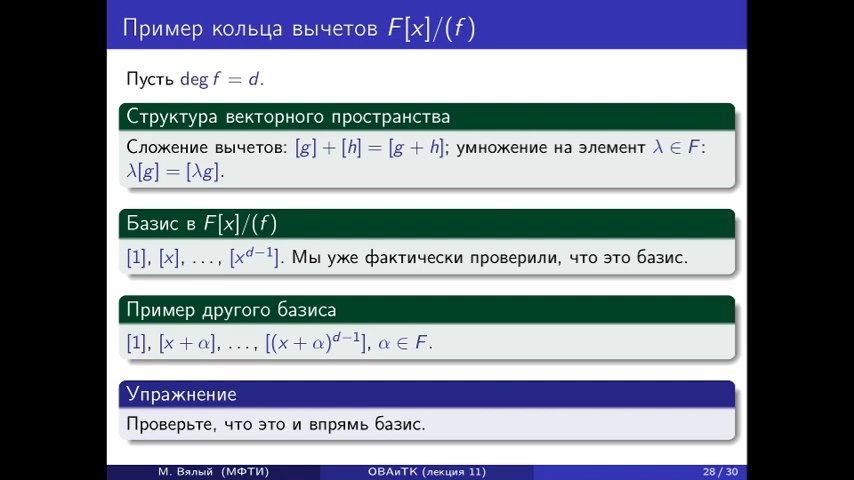 Пример кольца вычетов F[x]/(f)
Пусть deg f = d.
Структура векторного пространства
Сложение вычетов: [g] + [h] = [g + h]; умножение на элемент λ ∈ F:
λ[g] = [λg].
Базис в F[x]/(f)
[1], [x], ..., [x^{d−1}]. Мы уже фактически проверили, что это базис.
Пример другого базиса
[1], [x + α], ..., [(x + α)^{d−1}], α ∈ F.
Упражнение
Проверьте, что это и впрямь базис.
М. Вялый (МФТИ) ОВАиТК (лекция 11) 28 / 30